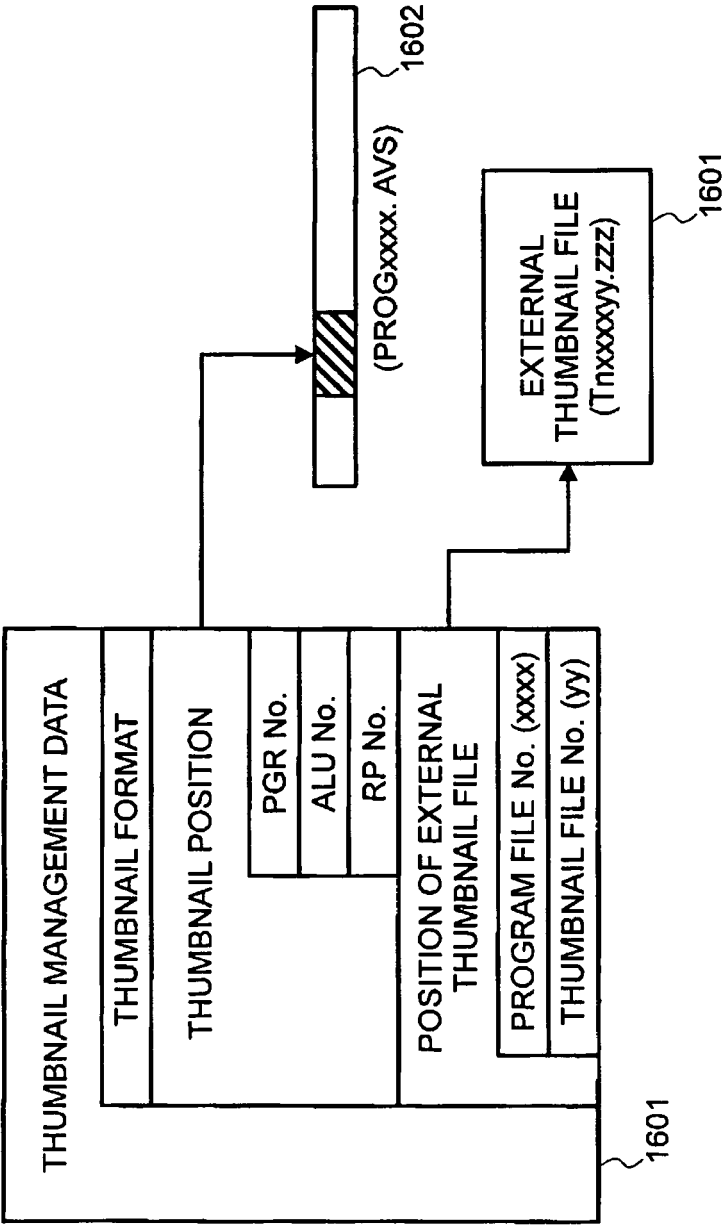 THUMBNAIL MANAGEMENT DATA
THUMBNAIL FORMAT
THUMBNAIL POSITION
PGR No.
ALU No.
RP No.
POSITION OF EXTERNAL
THUMBNAIL FILE
PROGRAM FILE No. (xxxx)
THUMBNAIL FILE No. (yy)
1601
1602
(PROGxxxx. AVS)
EXTERNAL
THUMBNAIL FILE
(Tnxxxxyy.zzz)
1601